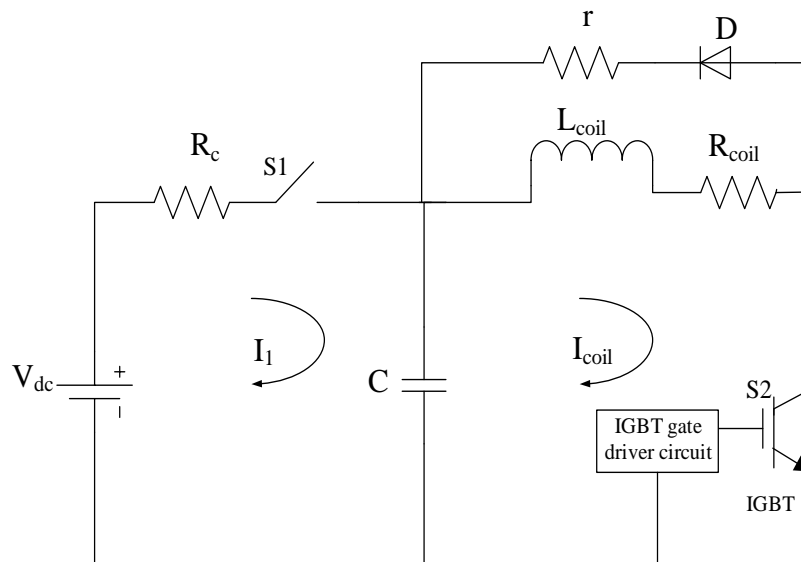 r
D
L coil
R coil
R c
S1
I 1
I coil
V dc
+
-
C
S2
IGBT gate
driver circuit
IGBT